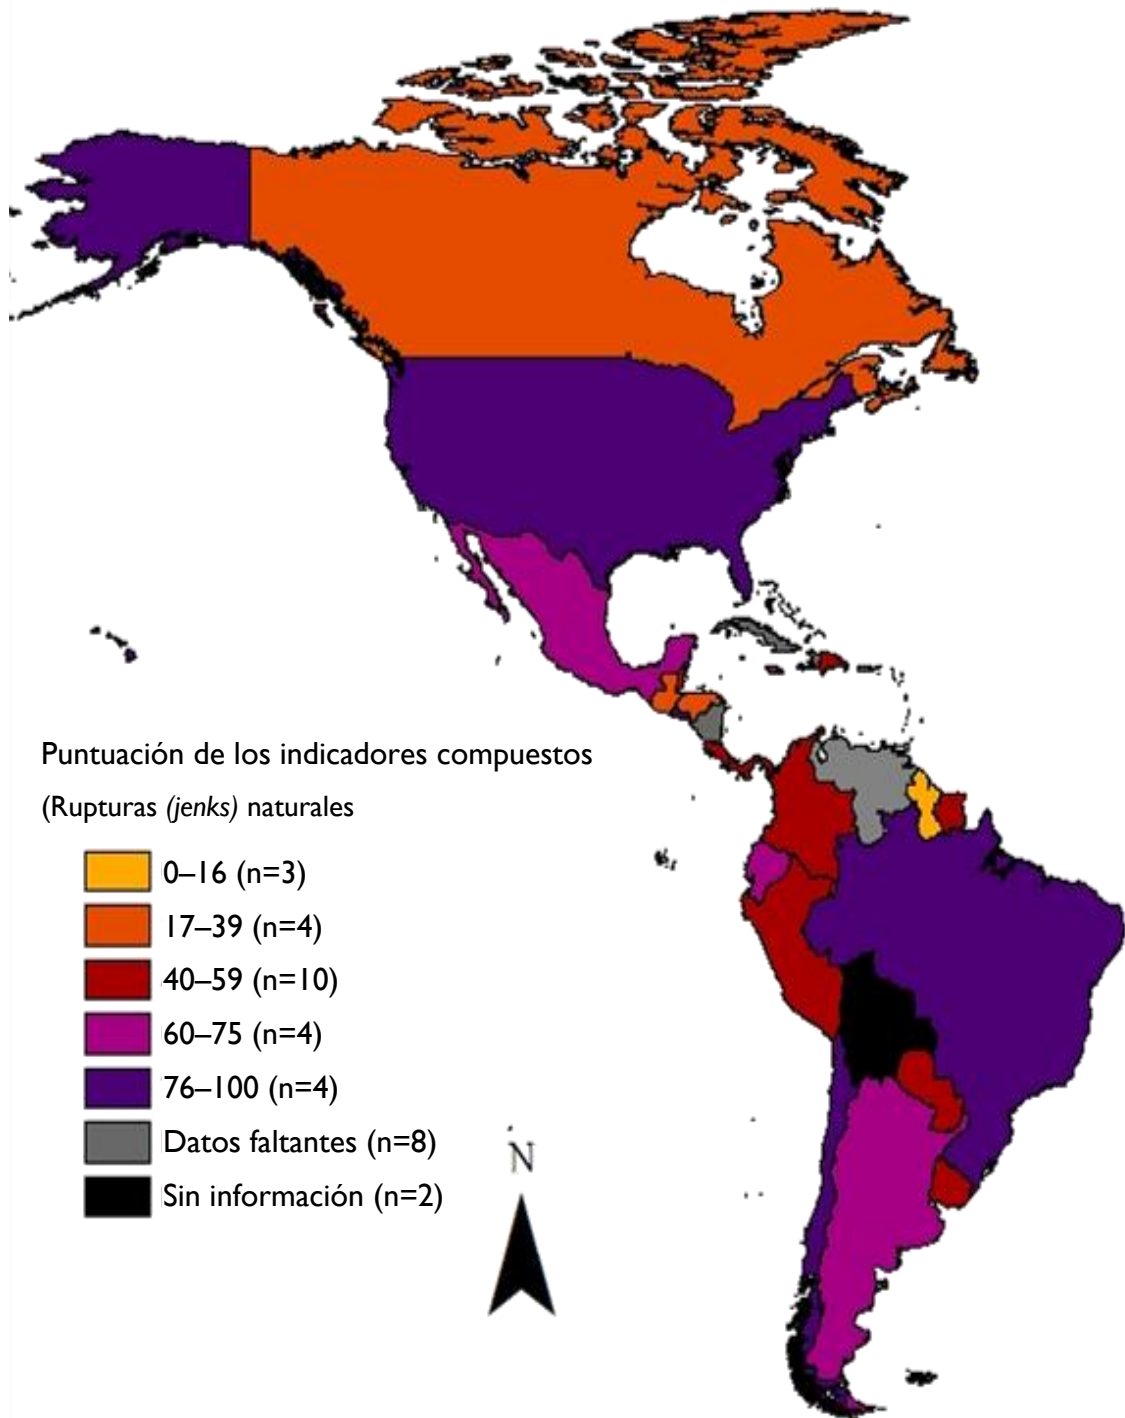 Puntuación de los indicadores compuestos
(Rupturas (jenks) naturales
0–16 (n=3)
17–39 (n=4)
40–59 (n=10)
60–75 (n=4)
76–100 (n=4)
Datos faltantes (n=8)
Sin información (n=2)
N